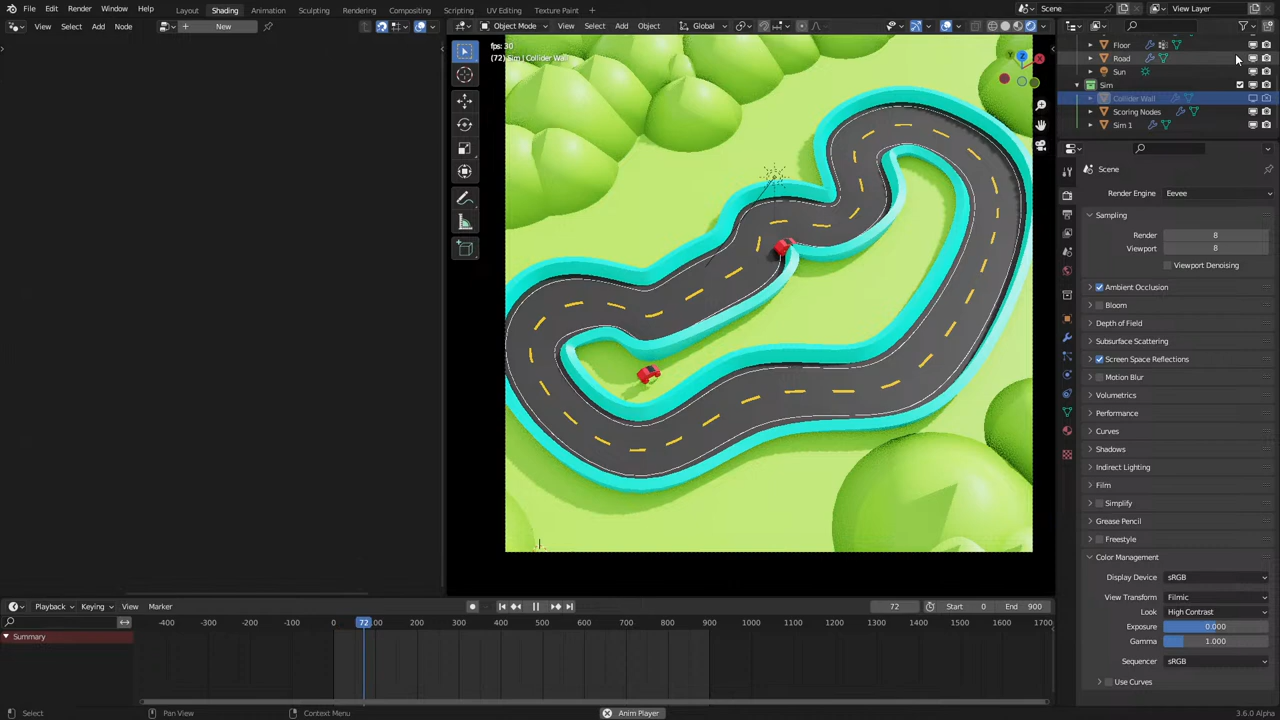 File Edit Render Window Help
Layout Shading Animation Sculpting Rendering Compositing Scripting UV Editing Texture Paint +
Scene View Layer
View Select Add Node New
Object Mode View Select Add Object Global
fps: 30
(72) Sim | Collider Wall
Y Z X
Floor
Road
Sun
Sim
Collider Wall
Scoring Nodes
Sim 1
Scene
Render Engine Eevee
Sampling
Render 8
Viewport 8
Viewport Denoising
Ambient Occlusion
Bloom
Depth of Field
Subsurface Scattering
Screen Space Reflections
Motion Blur
Volumetrics
Performance
Curves
Shadows
Indirect Lighting
Film
Simplify
Grease Pencil
Freestyle
Color Management
Display Device sRGB
View Transform Filmic
Look High Contrast
Exposure 0.000
Gamma 1.000
Sequencer sRGB
Use Curves
Playback Keying View Marker 72 Start 0 End 900
-400 -300 -200 -100 0 72 100 200 300 400 500 600 700 800 900 1000 1100 1200 1300 1400 1500 1600 1700
Summary
Select Pan View Context Menu Anim Player 3.6.0 Alpha